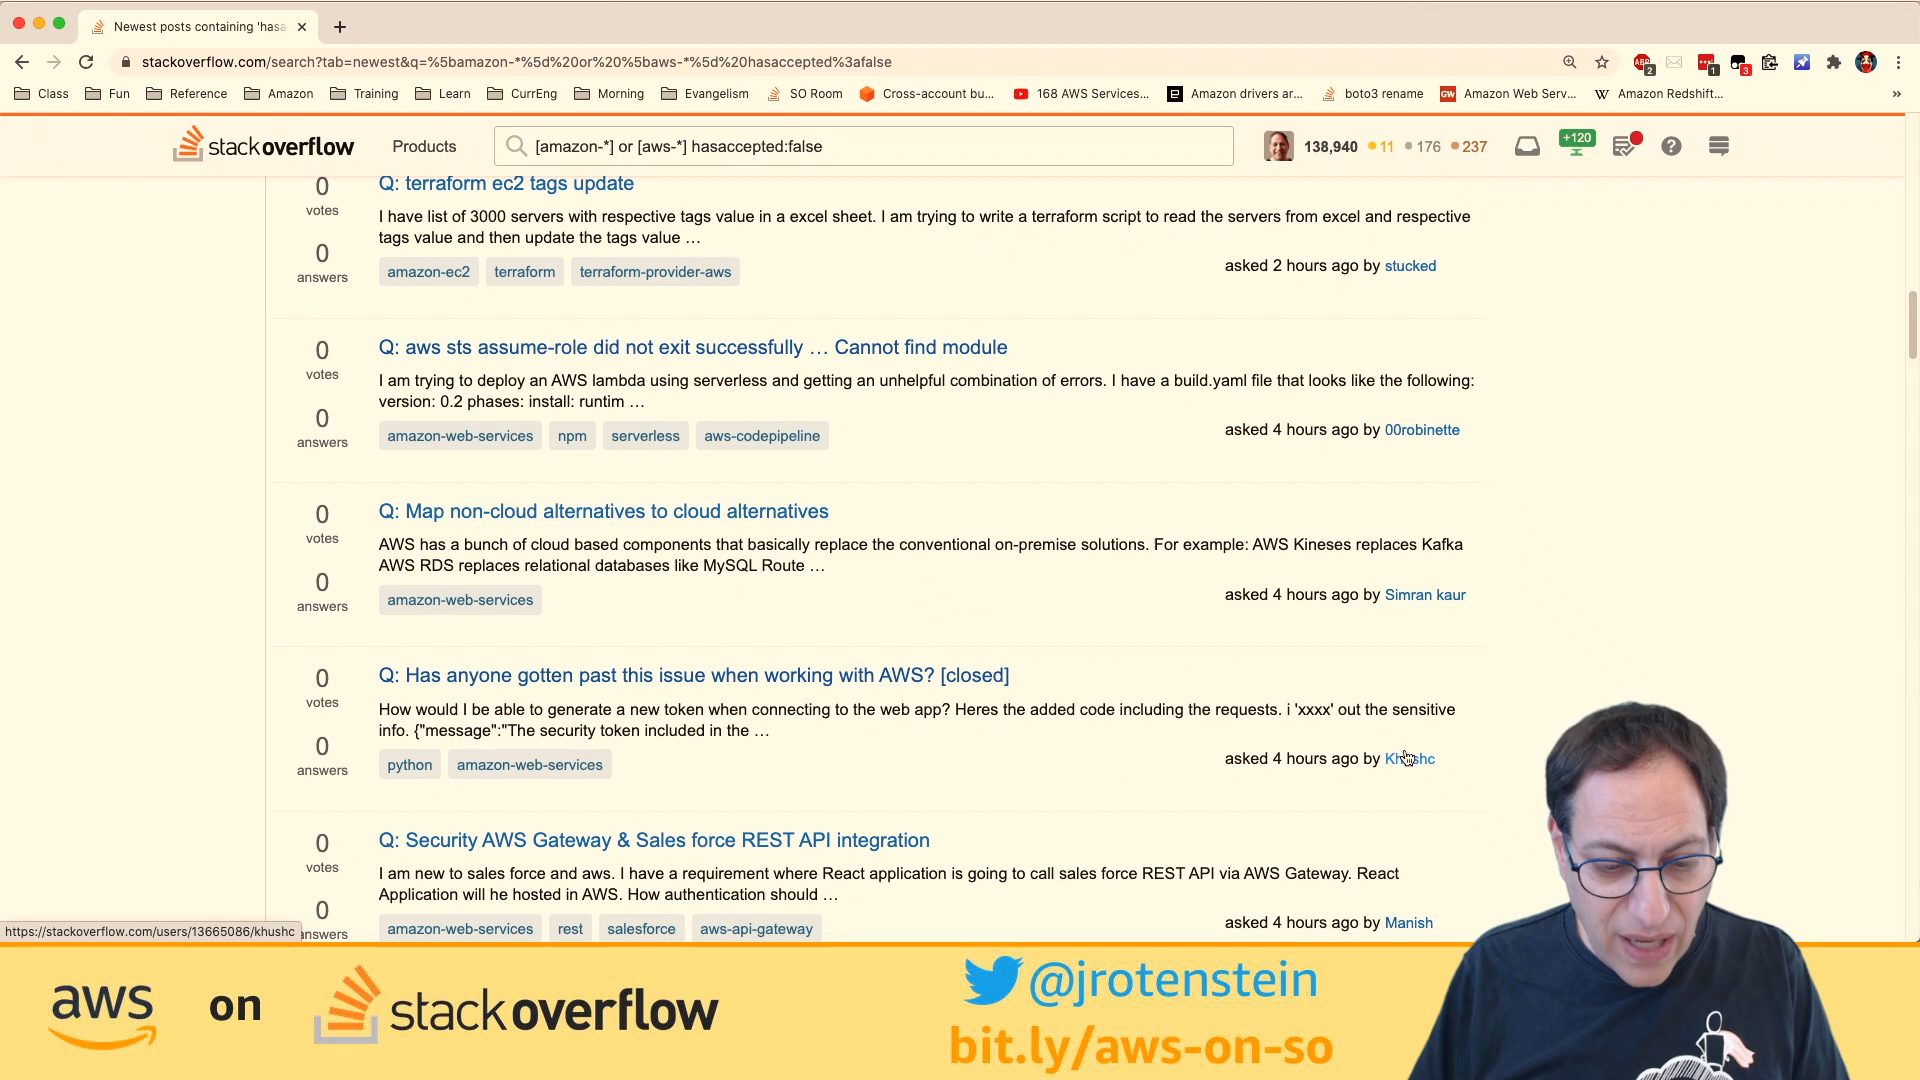 Newest posts containing 'hasa
stackoverflow.com/search?tab=newest&q=%5bamazon-*%5d%20or%20%5baws-*%5d%20hasaccepted%3afalse
ABP 2 1 3
Class Fun Reference Amazon Training Learn CurrEng Morning Evangelism SO Room Cross-account bu... 168 AWS Services... Amazon drivers ar... boto3 rename GW Amazon Web Serv... W Amazon Redshift... »
stackoverflow Products [amazon-*] or [aws-*] hasaccepted:false 138,940 11 176 237 +120
0 votes
Q: terraform ec2 tags update
I have list of 3000 servers with respective tags value in a excel sheet. I am trying to write a terraform script to read the servers from excel and respective
tags value and then update the tags value …
0 answers
amazon-ec2 terraform terraform-provider-aws
asked 2 hours ago by stucked
0 votes
Q: aws sts assume-role did not exit successfully … Cannot find module
I am trying to deploy an AWS lambda using serverless and getting an unhelpful combination of errors. I have a build.yaml file that looks like the following:
version: 0.2 phases: install: runtim …
0 answers
amazon-web-services npm serverless aws-codepipeline
asked 4 hours ago by 00robinette
0 votes
Q: Map non-cloud alternatives to cloud alternatives
AWS has a bunch of cloud based components that basically replace the conventional on-premise solutions. For example: AWS Kineses replaces Kafka
AWS RDS replaces relational databases like MySQL Route …
0 answers
amazon-web-services
asked 4 hours ago by Simran kaur
0 votes
Q: Has anyone gotten past this issue when working with AWS? [closed]
How would I be able to generate a new token when connecting to the web app? Heres the added code including the requests. i 'xxxx' out the sensitive
info. {"message":"The security token included in the …
0 answers
python amazon-web-services
asked 4 hours ago by Khushc
0 votes
Q: Security AWS Gateway & Sales force REST API integration
I am new to sales force and aws. I have a requirement where React application is going to call sales force REST API via AWS Gateway. React
Application will he hosted in AWS. How authentication should …
0 answers
amazon-web-services rest salesforce aws-api-gateway
asked 4 hours ago by Manish
https://stackoverflow.com/users/13665086/khushc
aws on stackoverflow
@jrotenstein
bit.ly/aws-on-so